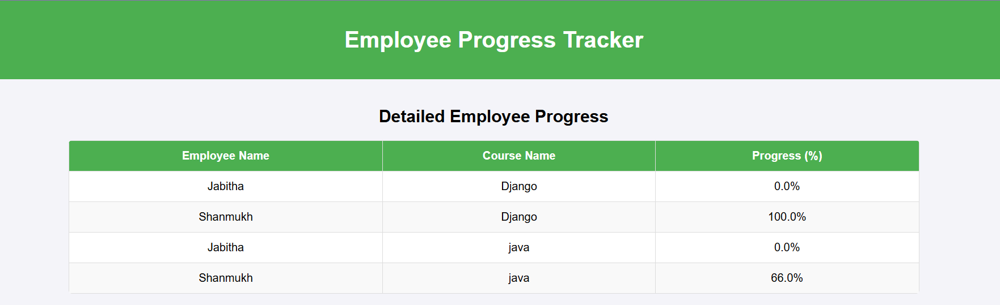 Employee Progress Tracker
Detailed Employee Progress
Employee Name Course Name Progress (%)
Jabitha Django 0.0%
Shanmukh Django 100.0%
Jabitha java 0.0%
Shanmukh java 66.0%